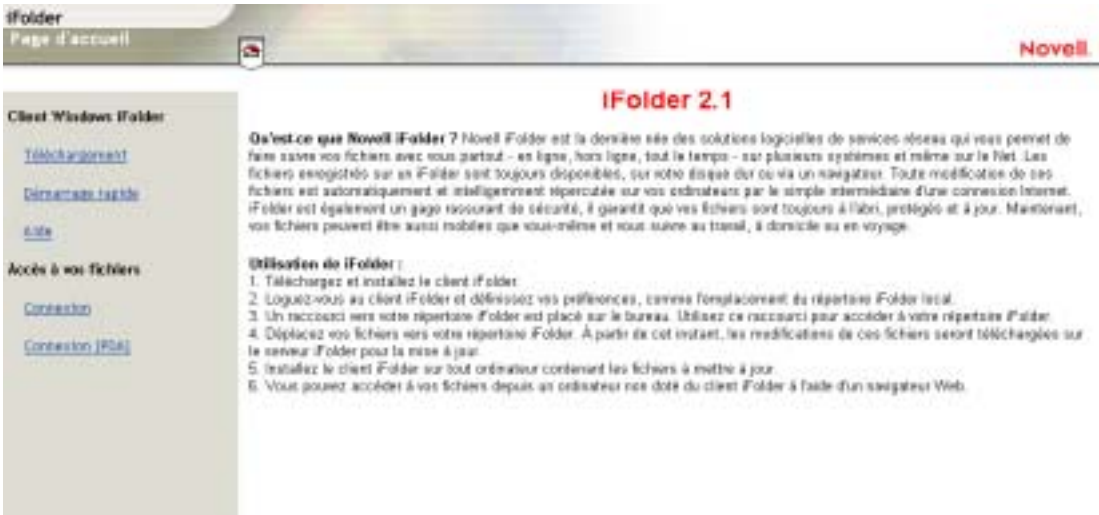 iFolder
Page d'accueil
Novell
Client Windows iFolder
Téléchargement
Démarrage rapide
Aide
Accès à vos fichiers
Connexion
Connexion (PDA)
iFolder 2.1
Qu'est-ce que Novell iFolder ? Novell iFolder est la dernière née des solutions logicielles de services réseau qui vous permet de
faire suivre vos fichiers avec vous partout - en ligne, hors ligne, tout le temps - sur plusieurs systèmes et même sur le Net. Les
fichiers enregistrés sur un iFolder sont toujours disponibles, sur votre disque dur ou via un navigateur. Toute modification de ces
fichiers est automatiquement et intelligemment répercutée sur vos ordinateurs par le simple intermédiaire d'une connexion Internet.
iFolder est également un gage rassurant de sécurité, il garantit que vos fichiers sont toujours à l'abri, protégés et à jour. Maintenant,
vos fichiers peuvent être aussi mobiles que vous-même et vous suivre au travail, à domicile ou en voyage.
Utilisation de iFolder :
1. Téléchargez et installez le client iFolder.
2. Loguez-vous au client iFolder et définissez vos préférences, comme l'emplacement du répertoire iFolder local.
3. Un raccourci vers votre répertoire iFolder est placé sur le bureau. Utilisez ce raccourci pour accéder à votre répertoire iFolder.
4. Déplacez vos fichiers vers votre répertoire iFolder. À partir de cet instant, les modifications de ces fichiers seront téléchargées sur
le serveur iFolder pour la mise à jour.
5. Installez le client iFolder sur tout ordinateur contenant les fichiers à mettre à jour.
6. Vous pouvez accéder à vos fichiers depuis un ordinateur non doté du client iFolder à l'aide d'un navigateur Web.